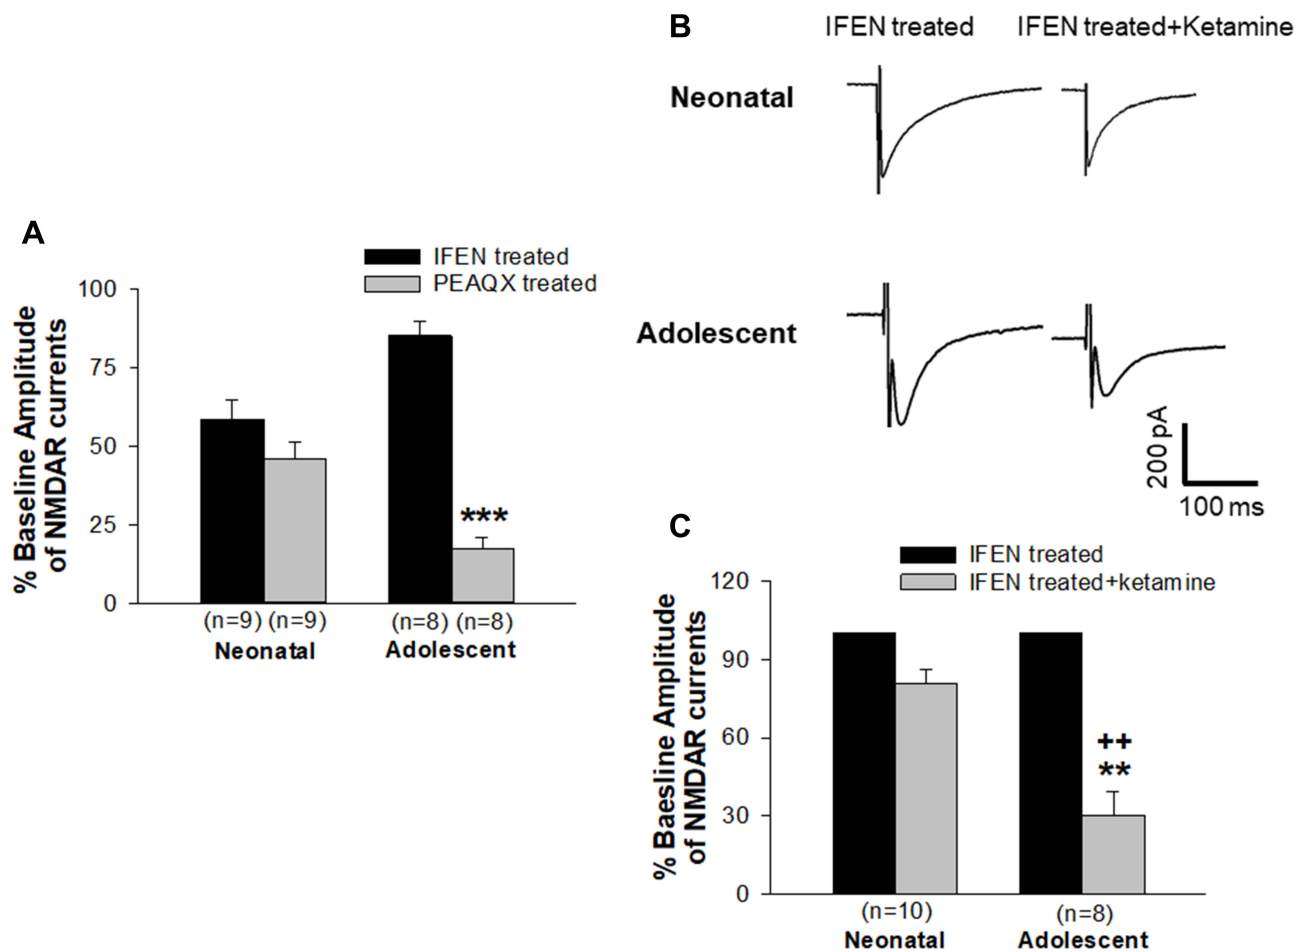 A
IFEN treated
PEAQX treated
% Baseline Amplitude
of NMDAR currents
100
75
50
25
0
***
(n=9) (n=9)
(n=8) (n=8)
Neonatal
Adolescent
B
IFEN treated
IFEN treated+Ketamine
Neonatal
Adolescent
200 pA
100 ms
C
IFEN treated
IFEN treated+ketamine
% Baesline Amplitude
of NMDAR currents
120
90
60
30
0
++
**
(n=10)
(n=8)
Neonatal
Adolescent